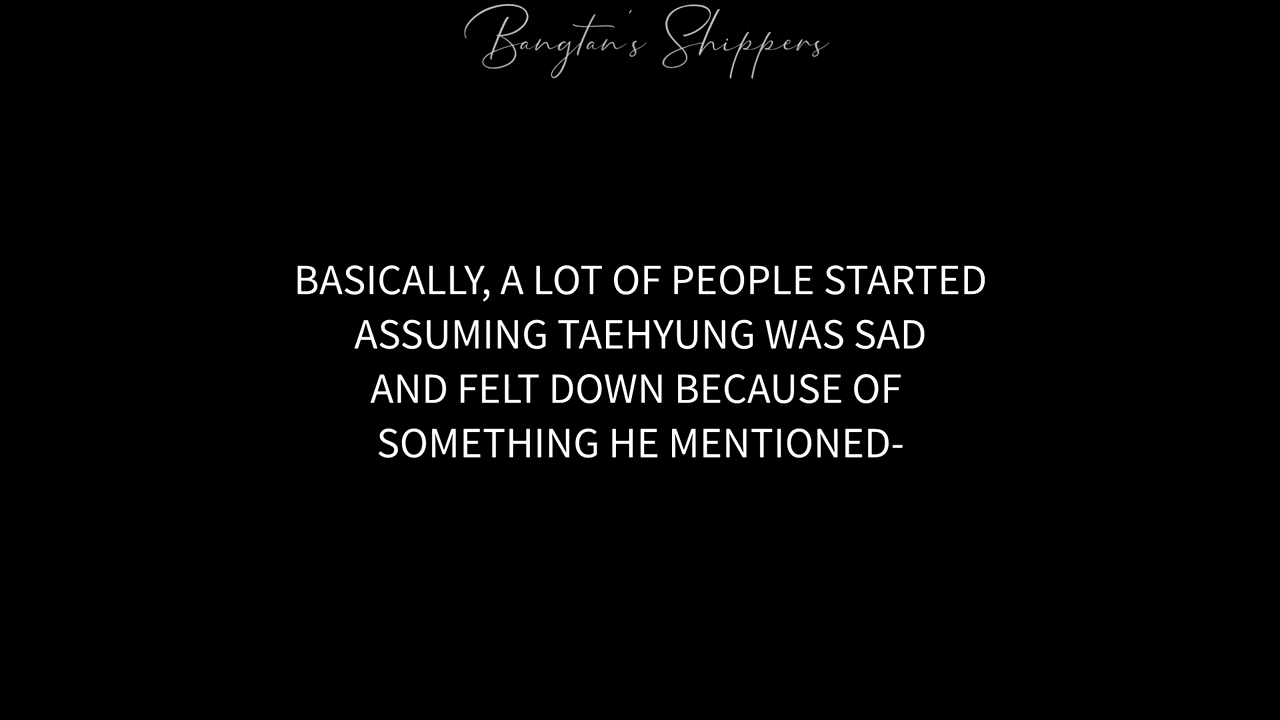 Bangtan's Shippers
BASICALLY, A LOT OF PEOPLE STARTED
ASSUMING TAEHYUNG WAS SAD
AND FELT DOWN BECAUSE OF
SOMETHING HE MENTIONED-